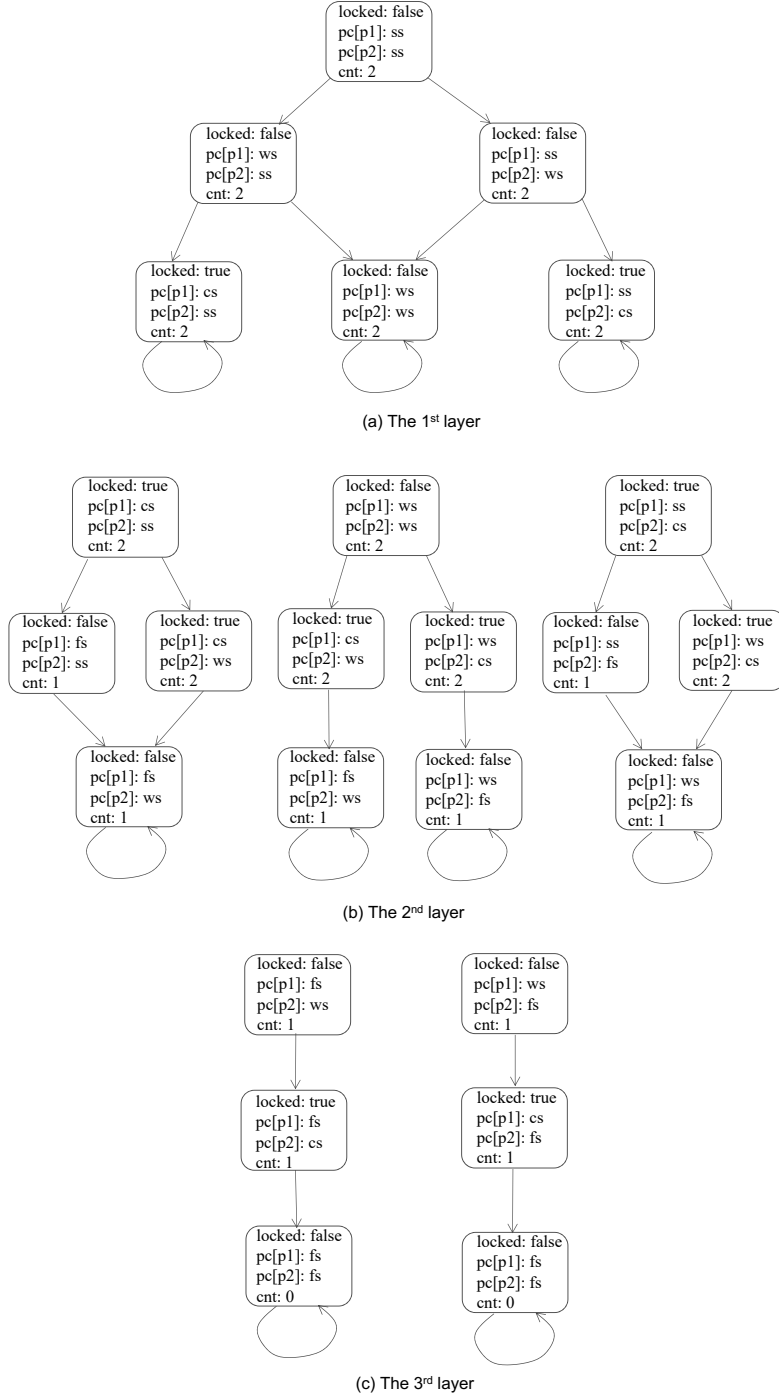 locked: false
pc[p1]: ss
pc[p2]: ss
cnt: 2
locked: false
pc[p1]: ws
pc[p2]: ss
cnt: 2
locked: false
pc[p1]: ss
pc[p2]: ws
cnt: 2
locked: true
pc[p1]: cs
pc[p2]: ss
cnt: 2
locked: false
pc[p1]: ws
pc[p2]: ws
cnt: 2
locked: true
pc[p1]: ss
pc[p2]: cs
cnt: 2
(a) The 1st layer
locked: true
pc[p1]: cs
pc[p2]: ss
cnt: 2
locked: false
pc[p1]: ws
pc[p2]: ws
cnt: 2
locked: true
pc[p1]: ss
pc[p2]: cs
cnt: 2
locked: false
pc[p1]: fs
pc[p2]: ss
cnt: 1
locked: true
pc[p1]: cs
pc[p2]: ws
cnt: 2
locked: true
pc[p1]: cs
pc[p2]: ws
cnt: 2
locked: true
pc[p1]: ws
pc[p2]: cs
cnt: 2
locked: false
pc[p1]: ss
pc[p2]: fs
cnt: 1
locked: true
pc[p1]: ws
pc[p2]: cs
cnt: 2
locked: false
pc[p1]: fs
pc[p2]: ws
cnt: 1
locked: false
pc[p1]: fs
pc[p2]: ws
cnt: 1
locked: false
pc[p1]: ws
pc[p2]: fs
cnt: 1
locked: false
pc[p1]: ws
pc[p2]: fs
cnt: 1
(b) The 2nd layer
locked: false
pc[p1]: fs
pc[p2]: ws
cnt: 1
locked: false
pc[p1]: ws
pc[p2]: fs
cnt: 1
locked: true
pc[p1]: fs
pc[p2]: cs
cnt: 1
locked: true
pc[p1]: cs
pc[p2]: fs
cnt: 1
locked: false
pc[p1]: fs
pc[p2]: fs
cnt: 0
locked: false
pc[p1]: fs
pc[p2]: fs
cnt: 0
(c) The 3rd layer